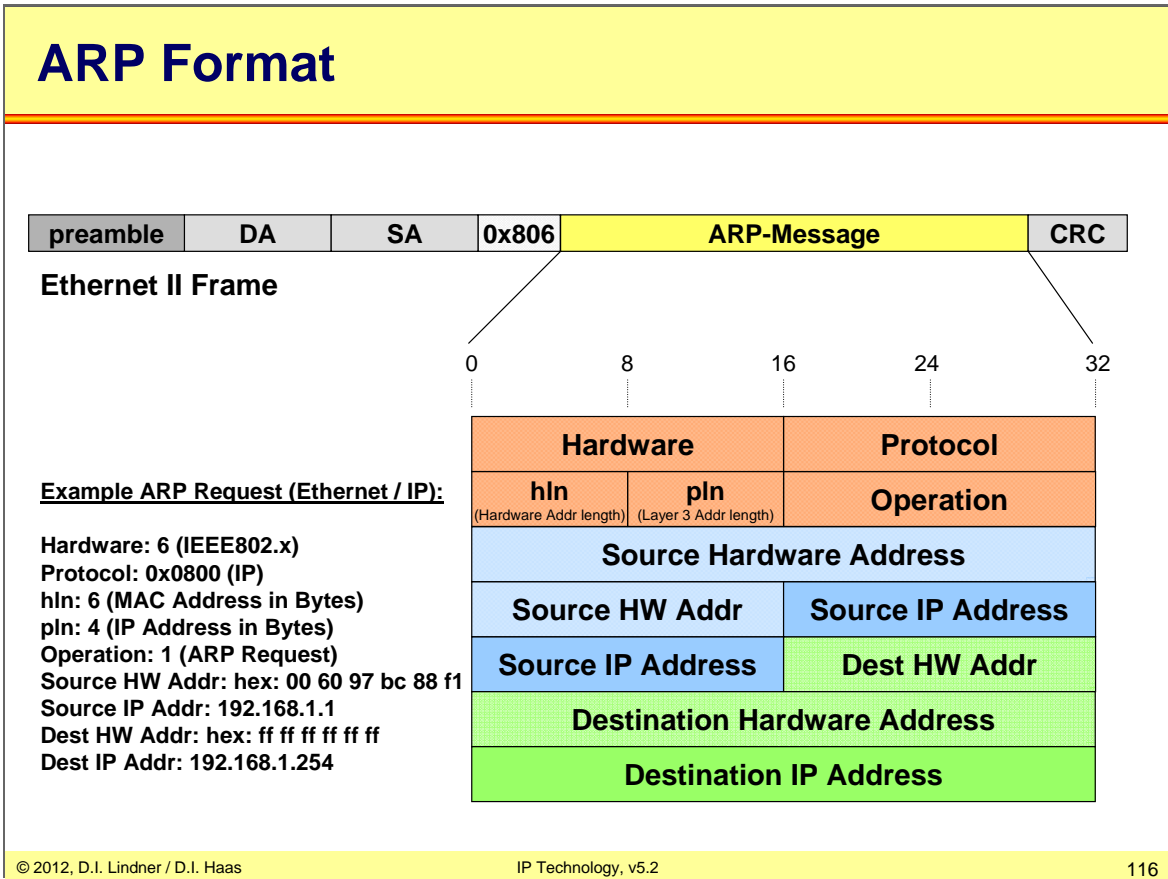 ARP Format
preamble DA SA 0x806 ARP-Message CRC
Ethernet II Frame
0 8 16 24 32
Hardware Protocol
hln pln Operation
(Hardware Addr length) (Layer 3 Addr length)
Source Hardware Address
Source HW Addr Source IP Address
Source IP Address Dest HW Addr
Destination Hardware Address
Destination IP Address
Example ARP Request (Ethernet / IP):
Hardware: 6 (IEEE802.x)
Protocol: 0x0800 (IP)
hln: 6 (MAC Address in Bytes)
pln: 4 (IP Address in Bytes)
Operation: 1 (ARP Request)
Source HW Addr: hex: 00 60 97 bc 88 f1
Source IP Addr: 192.168.1.1
Dest HW Addr: hex: ff ff ff ff ff ff
Dest IP Addr: 192.168.1.254
© 2012, D.I. Lindner / D.I. Haas IP Technology, v5.2 116